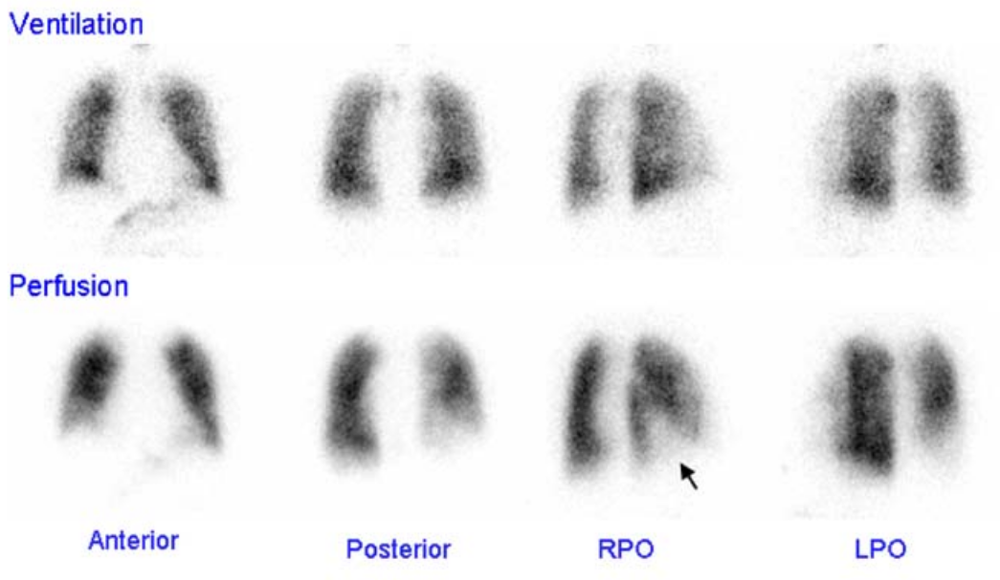 Ventilation
Perfusion
Anterior Posterior RPO LPO